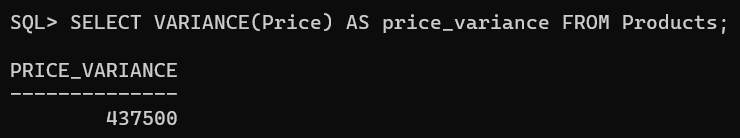 SQL> SELECT VARIANCE(Price) AS price_variance FROM Products;
PRICE_VARIANCE
--------------
437500